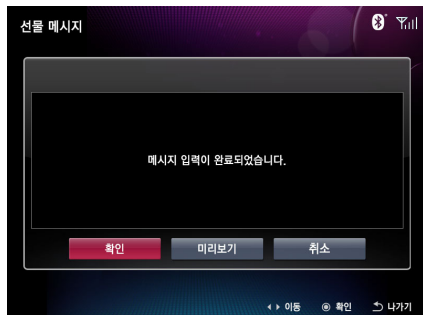 선물 메시지
메시지 입력이 완료되었습니다.
확인 미리보기 취소
이동 확인 나가기